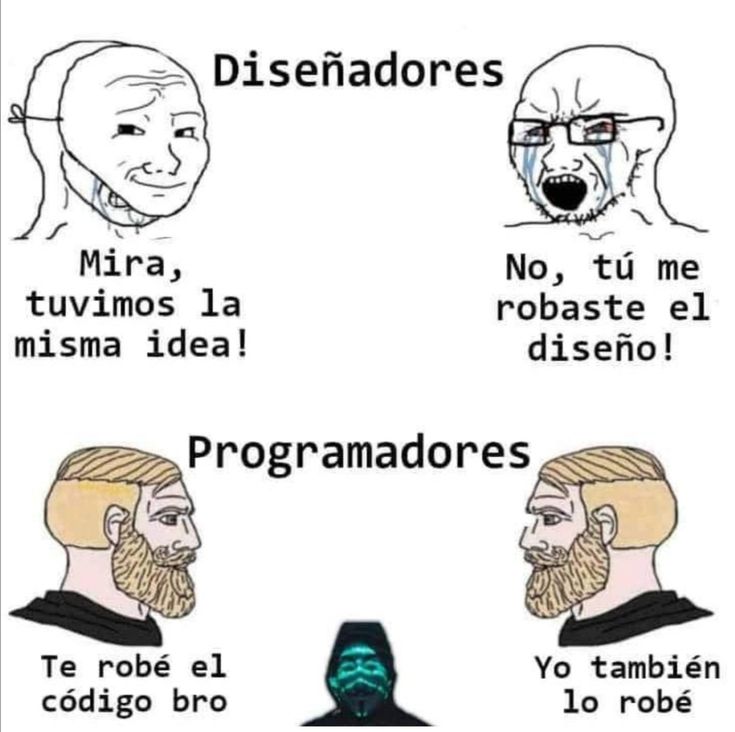 Diseñadores
Mira,
tuvimos la
misma idea!
No, tú me
robaste el
diseño!
Programadores
Te robé el
código bro
Yo también
lo robé